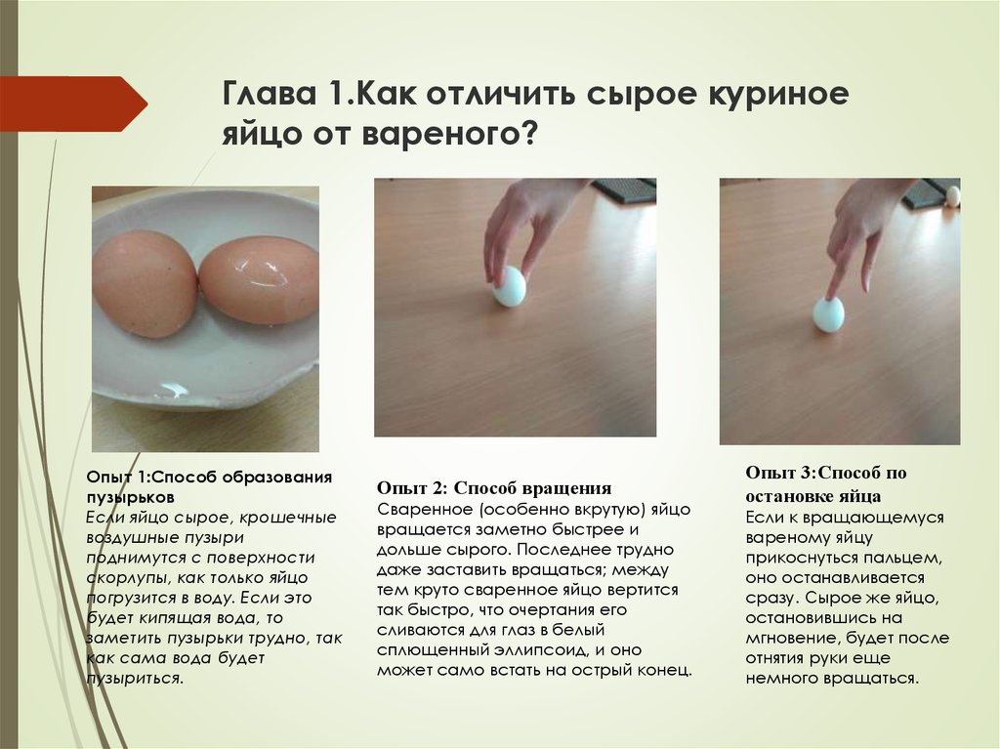 Глава 1.Как отличить сырое куриное
яйцо от вареного?
Опыт 1:Способ образования
пузырьков
Если яйцо сырое, крошечные
воздушные пузыри
поднимутся с поверхности
скорлупы, как только яйцо
погрузится в воду. Если это
будет кипящая вода, то
заметить пузырьки трудно, так
как сама вода будет
пузыриться.
Опыт 2: Способ вращения
Сваренное (особенно вкрутую) яйцо
вращается заметно быстрее и
дольше сырого. Последнее трудно
даже заставить вращаться; между
тем круто сваренное яйцо вертится
так быстро, что очертания его
сливаются для глаз в белый
сплющенный эллипсоид, и оно
может само встать на острый конец.
Опыт 3:Способ по
остановке яйца
Если к вращающемуся
вареному яйцу
прикоснуться пальцем,
оно останавливается
сразу. Сырое же яйцо,
остановившись на
мгновение, будет после
отнятия руки еще
немного вращаться.